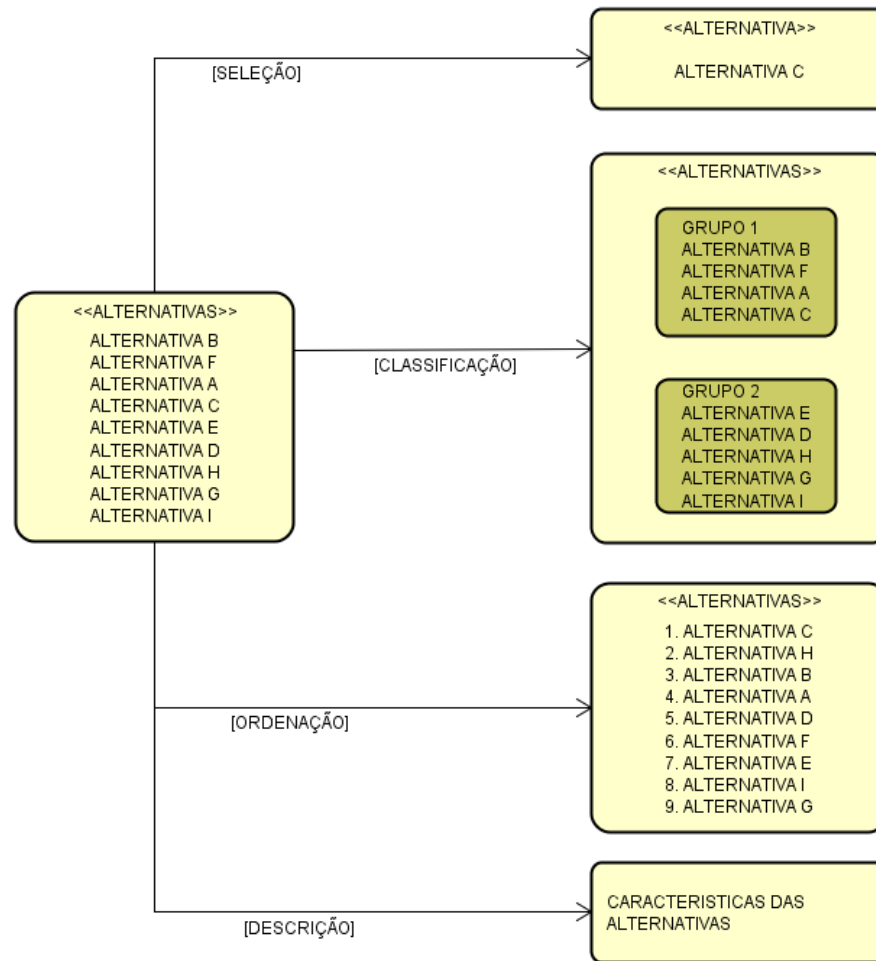 <<ALTERNATIVA>>
ALTERNATIVA C
[SELEÇÃO]
<<ALTERNATIVAS>>
GRUPO 1
ALTERNATIVA B
ALTERNATIVA F
ALTERNATIVA A
ALTERNATIVA C
<<ALTERNATIVAS>>
ALTERNATIVA B
ALTERNATIVA F
ALTERNATIVA A
ALTERNATIVA C
ALTERNATIVA E
ALTERNATIVA D
ALTERNATIVA H
ALTERNATIVA G
ALTERNATIVA I
[CLASSIFICAÇÃO]
GRUPO 2
ALTERNATIVA E
ALTERNATIVA D
ALTERNATIVA H
ALTERNATIVA G
ALTERNATIVA I
<<ALTERNATIVAS>>
1. ALTERNATIVA C
2. ALTERNATIVA H
3. ALTERNATIVA B
4. ALTERNATIVA A
5. ALTERNATIVA D
6. ALTERNATIVA F
7. ALTERNATIVA E
8. ALTERNATIVA I
9. ALTERNATIVA G
[ORDENAÇÃO]
CARACTERISTICAS DAS
ALTERNATIVAS
[DESCRIÇÃO]